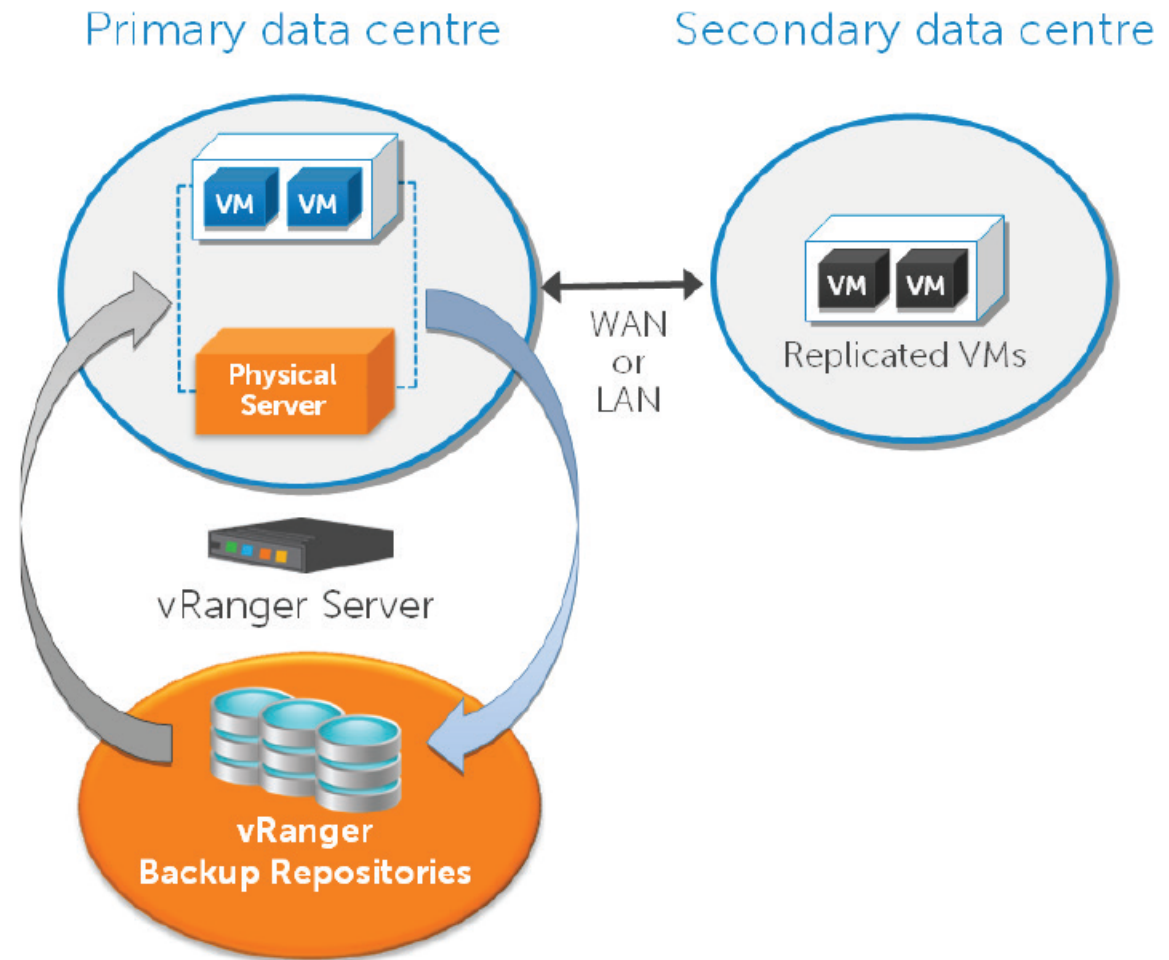 Primary data centre
Secondary data centre
VM VM
Physical
Server
WAN
or
LAN
VM VM
Replicated VMs
vRanger Server
vRanger
Backup Repositories